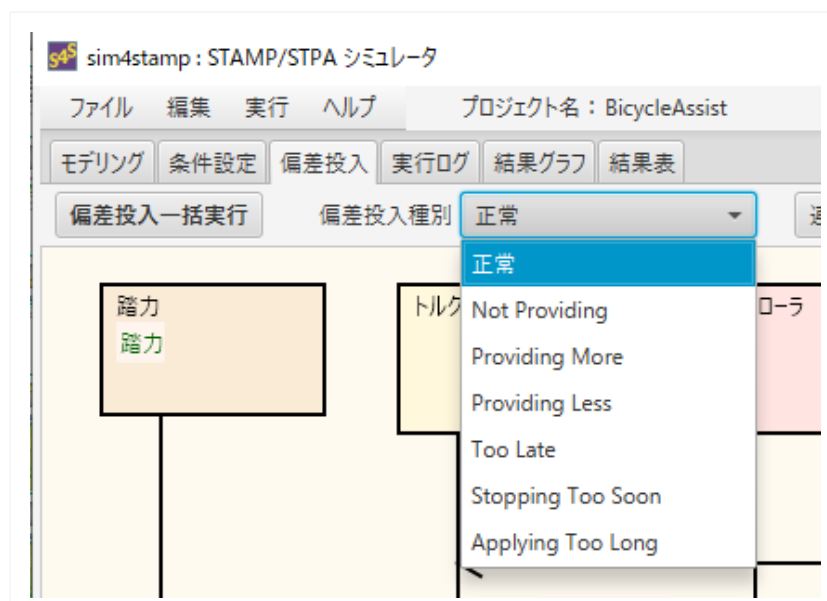 sim4stamp : STAMP/STPA シミュレータ
ファイル 編集 実行 ヘルプ プロジェクト名：BicycleAssist
モデリング 条件設定 偏差投入 実行ログ 結果グラフ 結果表
偏差投入一括実行 偏差投入種別 正常
正常
Not Providing
Providing More
Providing Less
Too Late
Stopping Too Soon
Applying Too Long
踏力
踏力
トルク
ローラ